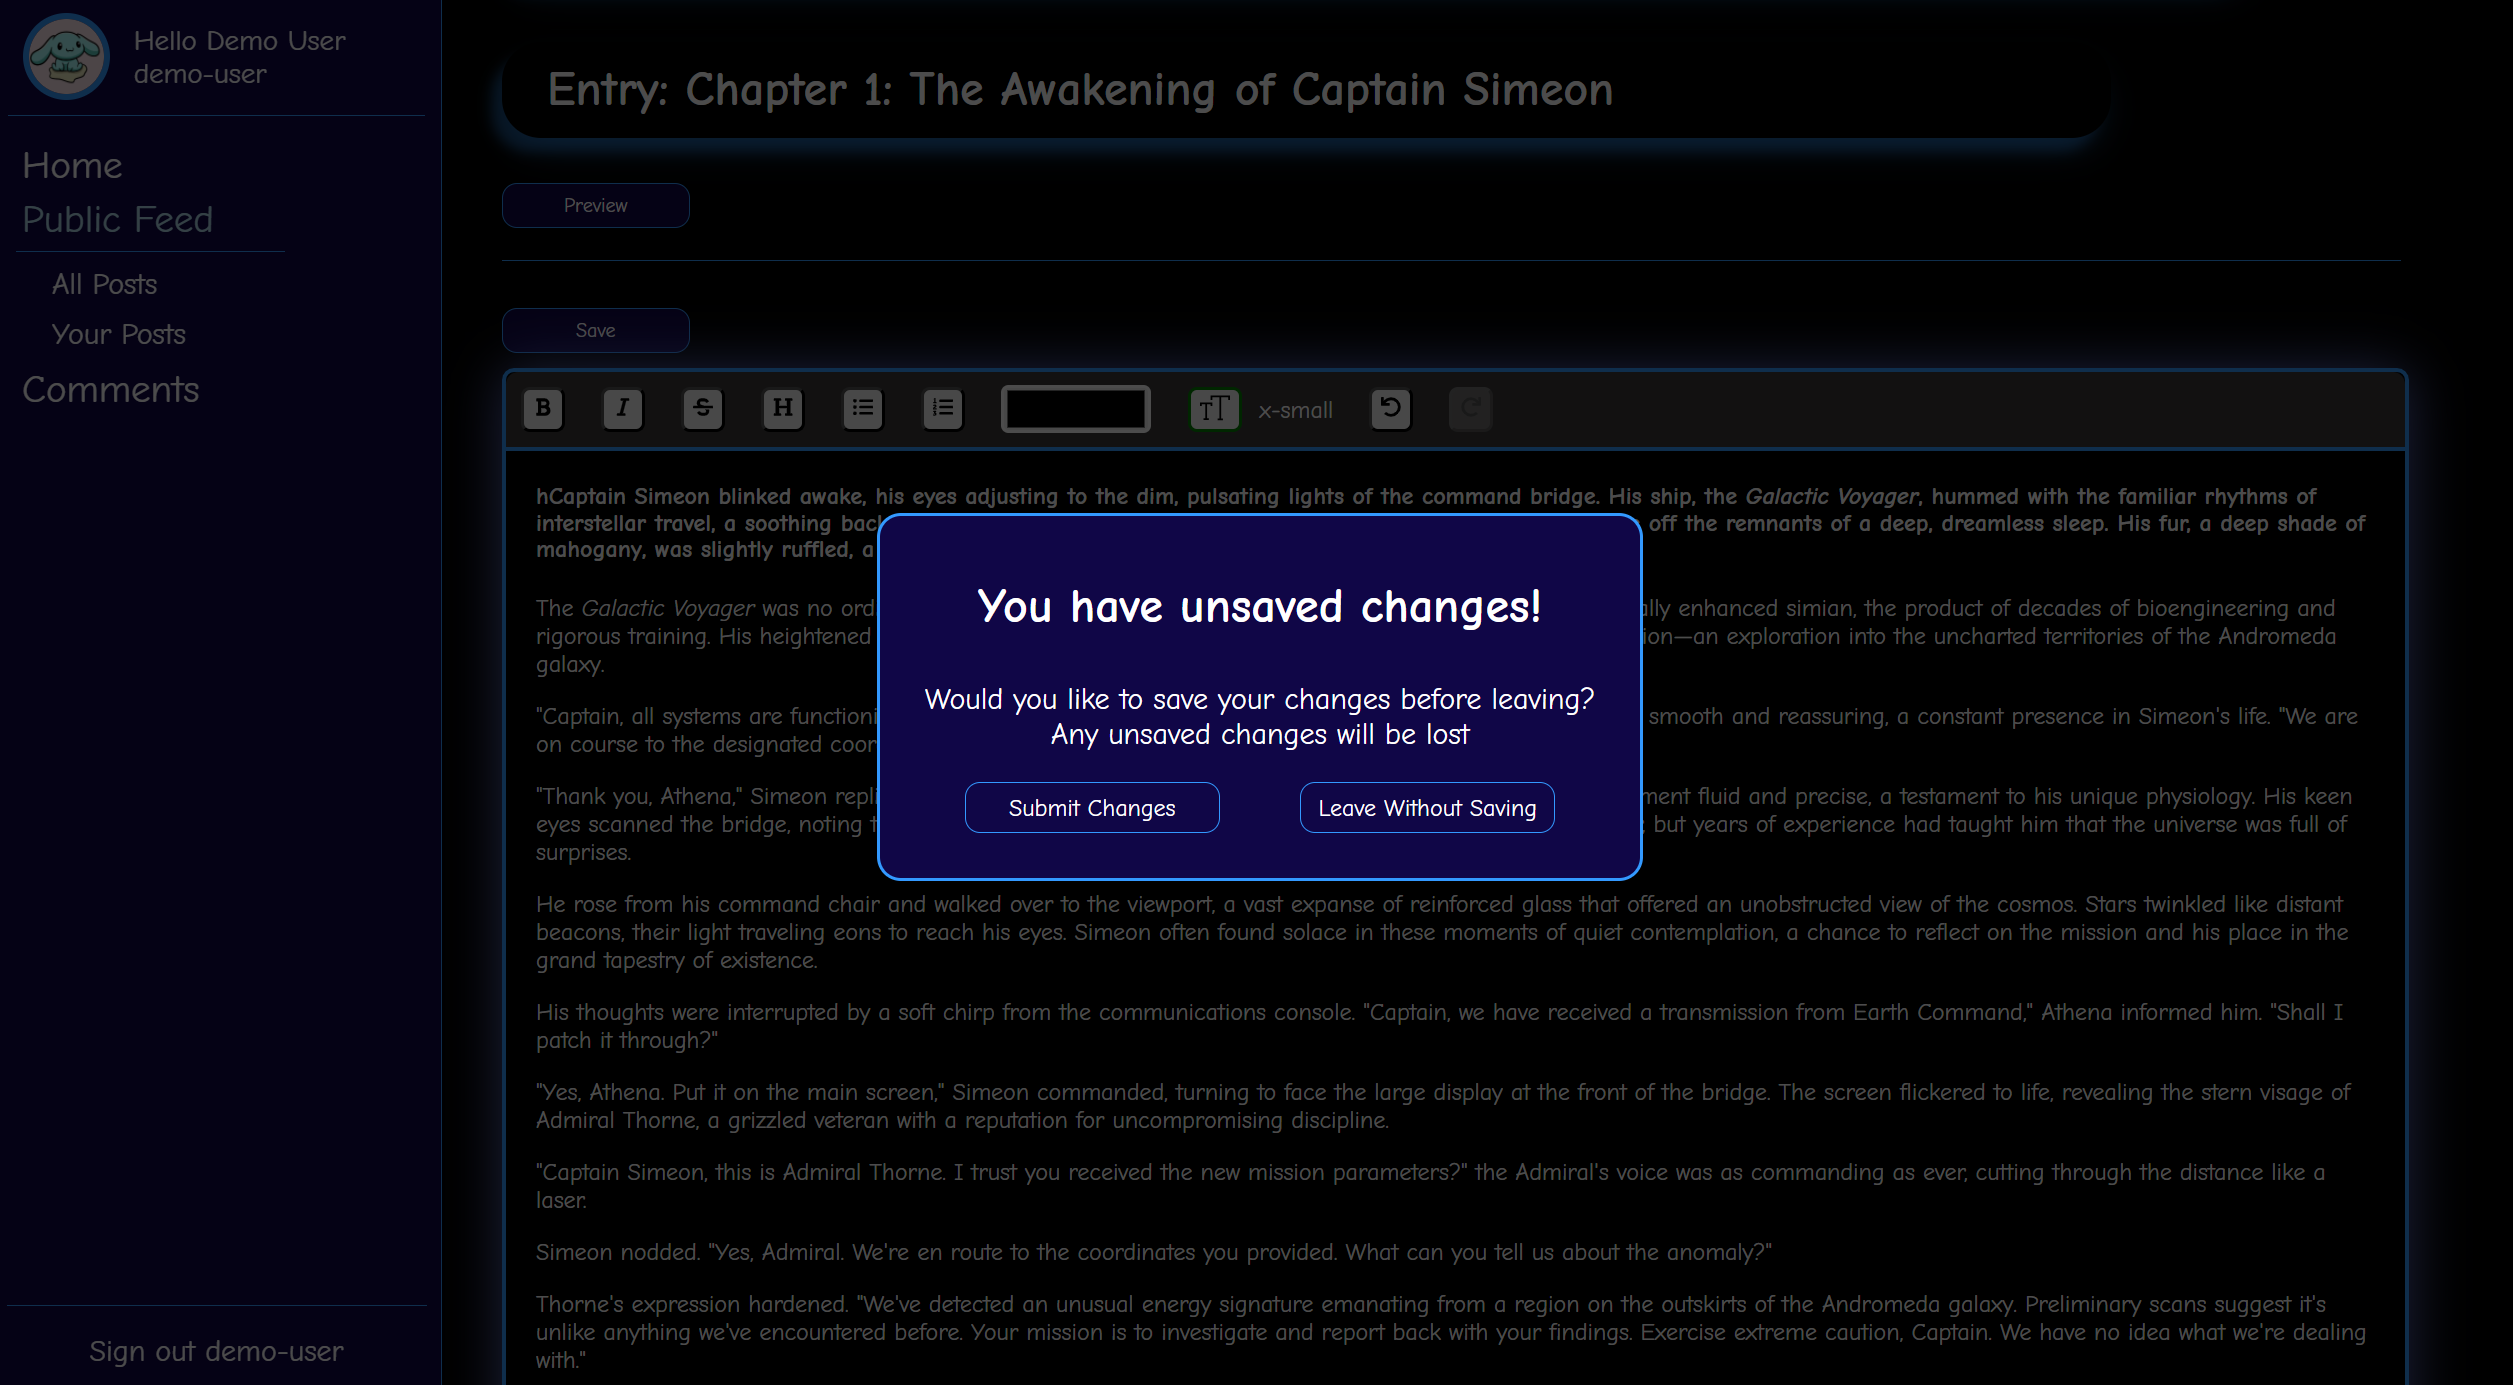 Hello Demo User
demo-user
Home
Public Feed
All Posts
Your Posts
Comments
Sign out demo-user
Entry: Chapter 1: The Awakening of Captain Simeon
Preview
Save
B I S H x-small
hCaptain Simeon blinked awake, his eyes adjusting to the dim, pulsating lights of the command bridge. His ship, the Galactic Voyager, hummed with the familiar rhythms of
interstellar travel, a soothing off the remnants of a deep, dreamless sleep. His fur, a deep shade of
mahogany, was slightly ruffled,
The Galactic Voyager was no enhanced simian, the product of decades of bioengineering and
rigorous training. His heightened an exploration into the uncharted territories of the Andromeda
galaxy.
"Captain, all systems are smooth and reassuring, a constant presence in Simeon's life. "We are
on course to the designated
"Thank you, Athena," Simeon fluid and precise, a testament to his unique physiology. His keen
eyes scanned the bridge, noting but years of experience had taught him that the universe was full of
surprises.
He rose from his command chair and walked over to the viewport, a vast expanse of reinforced glass that offered an unobstructed view of the cosmos. Stars twinkled like distant
beacons, their light traveling eons to reach his eyes. Simeon often found solace in these moments of quiet contemplation, a chance to reflect on the mission and his place in the
grand tapestry of existence.
His thoughts were interrupted by a soft chirp from the communications console. "Captain, we have received a transmission from Earth Command," Athena informed him. "Shall I
patch it through?"
"Yes, Athena. Put it on the main screen," Simeon commanded, turning to face the large display at the front of the bridge. The screen flickered to life, revealing the stern visage of
Admiral Thorne, a grizzled veteran with a reputation for uncompromising discipline.
"Captain Simeon, this is Admiral Thorne. I trust you received the new mission parameters?" the Admiral's voice was as commanding as ever, cutting through the distance like a
laser.
Simeon nodded. "Yes, Admiral. We're en route to the coordinates you provided. What can you tell us about the anomaly?"
Thorne's expression hardened. "We've detected an unusual energy signature emanating from a region on the outskirts of the Andromeda galaxy. Preliminary scans suggest it's
unlike anything we've encountered before. Your mission is to investigate and report back with your findings. Exercise extreme caution, Captain. We have no idea what we're dealing
with."
You have unsaved changes!
Would you like to save your changes before leaving?
Any unsaved changes will be lost
Submit Changes
Leave Without Saving